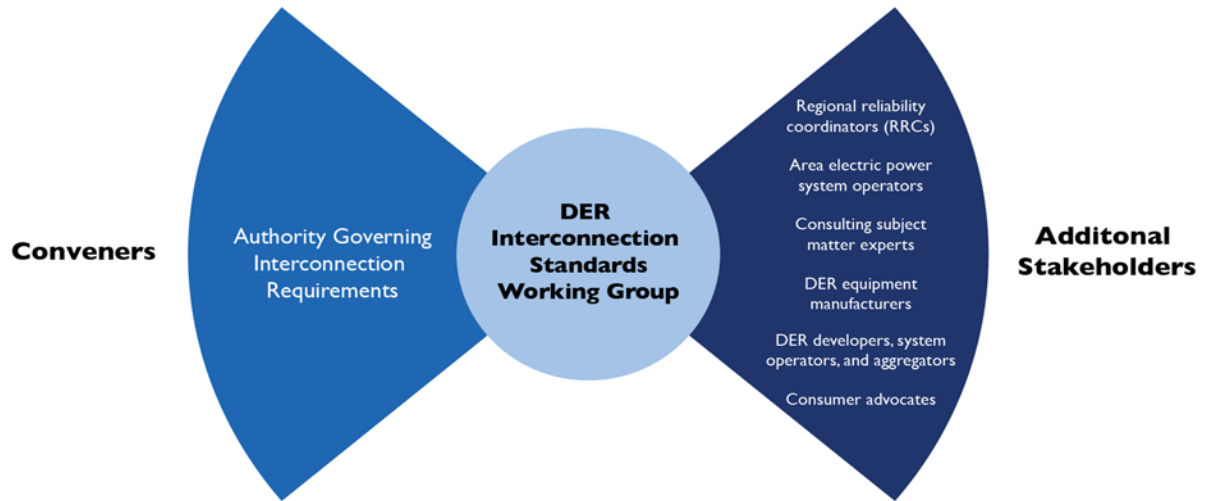 Conveners
Authority Governing
Interconnection
Requirements
DER
Interconnection
Standards
Working Group
Regional reliability
coordinators (RRCs)
Area electric power
system operators
Consulting subject
matter experts
DER equipment
manufacturers
DER developers, system
operators, and aggregators
Consumer advocates
Additonal
Stakeholders